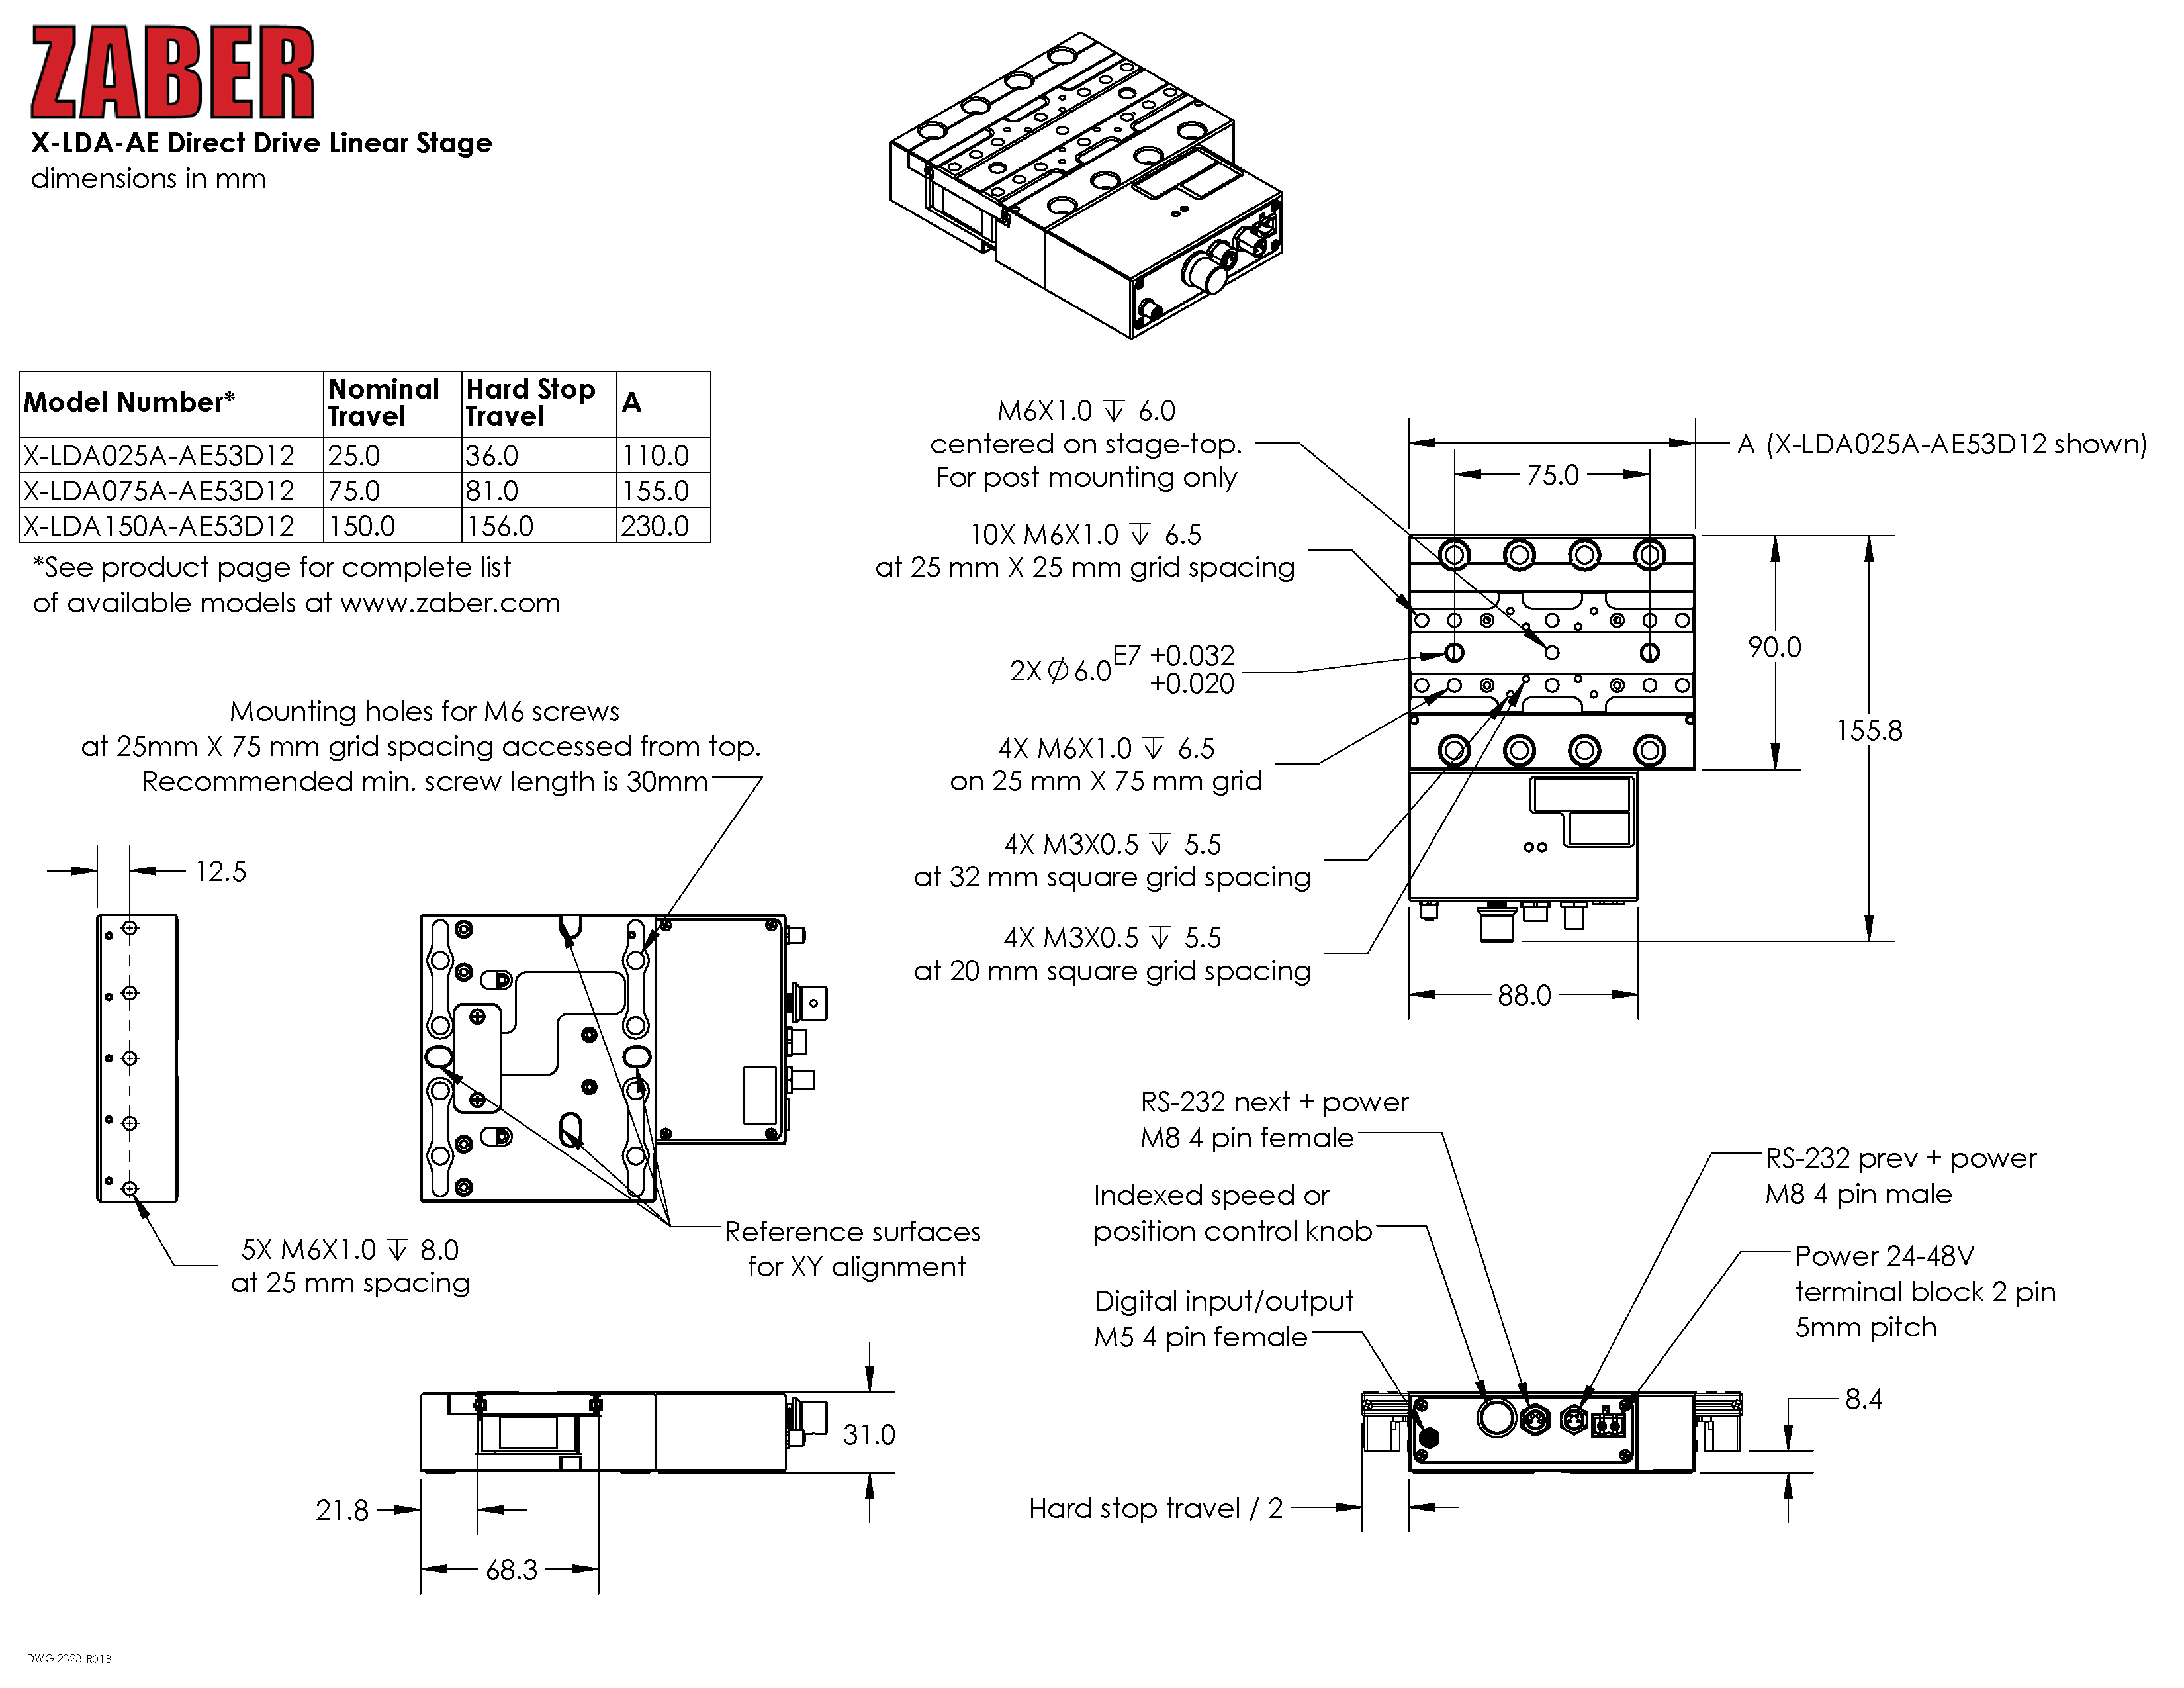 ZABER
X-LDA-AE Direct Drive Linear Stage
dimensions in mm
Model Number* Nominal Travel Hard Stop Travel A
X-LDA025A-AE53D12 25.0 36.0 110.0
X-LDA075A-AE53D12 75.0 81.0 155.0
X-LDA150A-AE53D12 150.0 156.0 230.0
*See product page for complete list
of available models at www.zaber.com
M6X1.0 ↧ 6.0
centered on stage-top.
For post mounting only
10X M6X1.0 ↧ 6.5
at 25 mm X 25 mm grid spacing
2X ∅ 6.0 E7 +0.032
+0.020
4X M6X1.0 ↧ 6.5
on 25 mm X 75 mm grid
4X M3X0.5 ↧ 5.5
at 32 mm square grid spacing
4X M3X0.5 ↧ 5.5
at 20 mm square grid spacing
A (X-LDA025A-AE53D12 shown)
75.0
90.0
155.8
88.0
Mounting holes for M6 screws
at 25mm X 75 mm grid spacing accessed from top.
Recommended min. screw length is 30mm
12.5
5X M6X1.0 ↧ 8.0
at 25 mm spacing
Reference surfaces
for XY alignment
RS-232 next + power
M8 4 pin female
Indexed speed or
position control knob
Digital input/output
M5 4 pin female
RS-232 prev + power
M8 4 pin male
Power 24-48V
terminal block 2 pin
5mm pitch
31.0
21.8
68.3
8.4
Hard stop travel / 2
DWG 2323 R01B